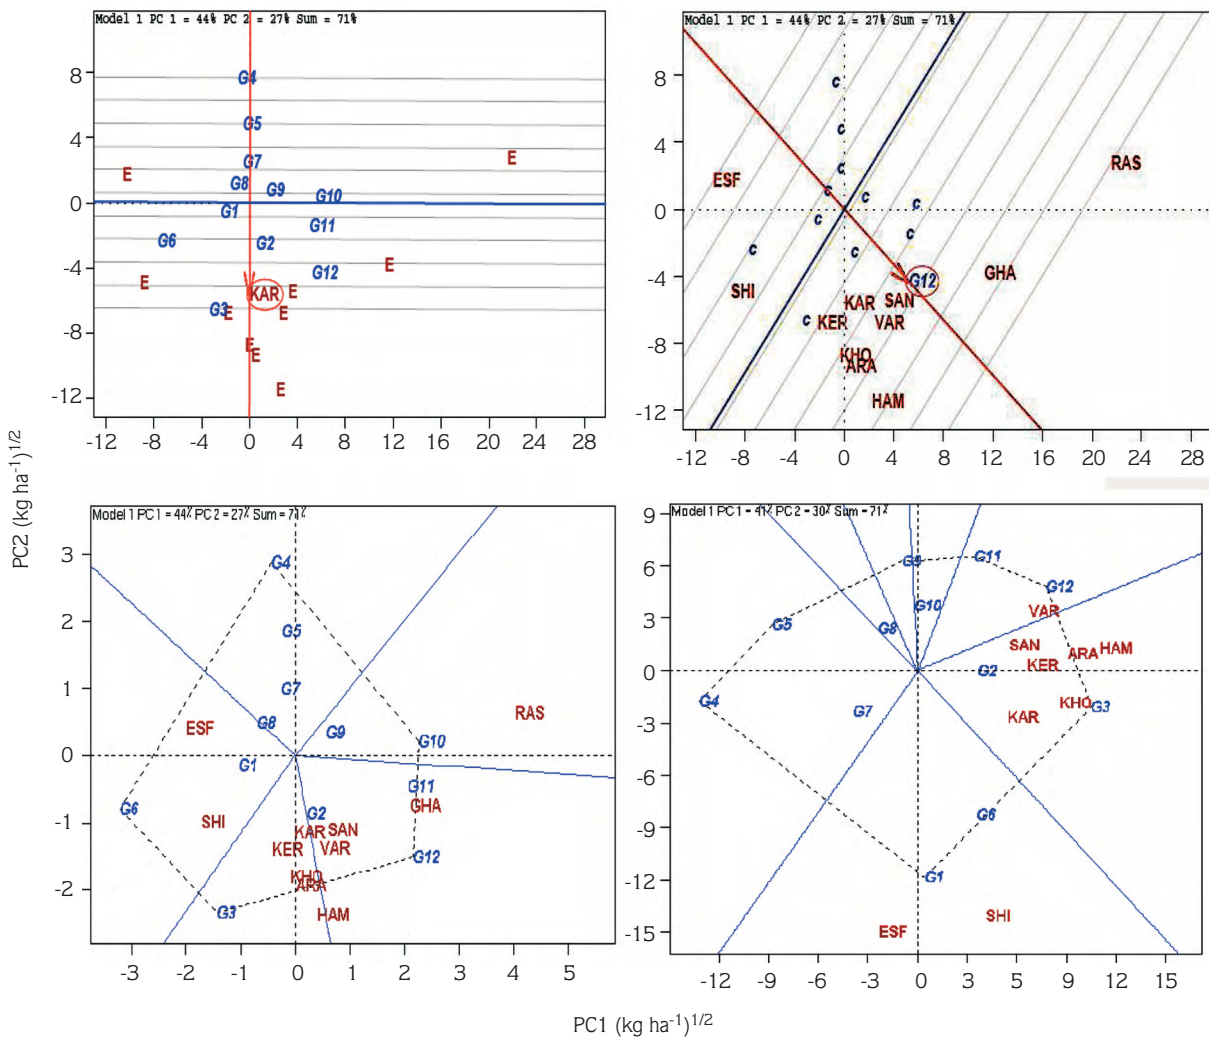 Model 1 PC 1 = 44% PC 2 = 27% Sum = 71%
8
4
0
-4
-8
-12
G4
G5
G7
G8
G9
G10
G1
G11
G6
G2
G12
G3
E
E
E
E
KAR
E
E
E
E
E
E
-12 -8 -4 0 4 8 12 16 20 24 28
Model 1 PC 1 = 44% PC 2 = 27% Sum = 71%
8
4
0
-4
-8
-12
c
c
c
c
c
c
c
c
c
c
c
ESF
RAS
SHI
G12
GHA
KAR
SAN
KER
VAR
KHO
ARA
HAM
-12 -8 -4 0 4 8 12 16 20 24 28
PC2 (kg ha-1)1/2
Model 1 PC 1 = 44% PC 2 = 27% Sum = 71%
3
2
1
0
-1
-2
G4
G5
G7
G8
G9
G10
G1
G11
G6
G2
G12
G3
ESF
RAS
SHI
GHA
KAR
SAN
KER
VAR
KHO
ARA
HAM
-3 -2 -1 0 1 2 3 4 5
Model 1 PC 1 = 41% PC 2 = 30% Sum = 71%
9
6
3
0
-3
-6
-9
-12
-15
G9
G11
G12
G10
G5
G8
G2
G4
G7
G3
G6
G1
VAR
SAN
ARA
HAM
KER
KHO
KAR
SHI
ESF
-12 -9 -6 -3 0 3 6 9 12 15
PC1 (kg ha-1)1/2